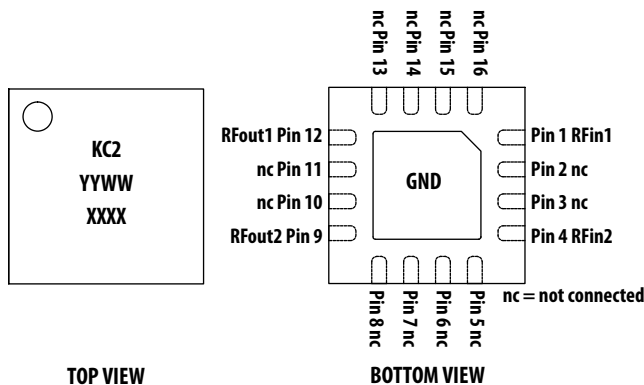 KC2
YYWW
XXXX
TOP VIEW
nc Pin 13
nc Pin 14
nc Pin 15
nc Pin 16
RFout1 Pin 12
nc Pin 11
nc Pin 10
RFout2 Pin 9
GND
Pin 1 RFin1
Pin 2 nc
Pin 3 nc
Pin 4 RFin2
Pin 8 nc
Pin 7 nc
Pin 6 nc
Pin 5 nc
nc = not connected
BOTTOM VIEW